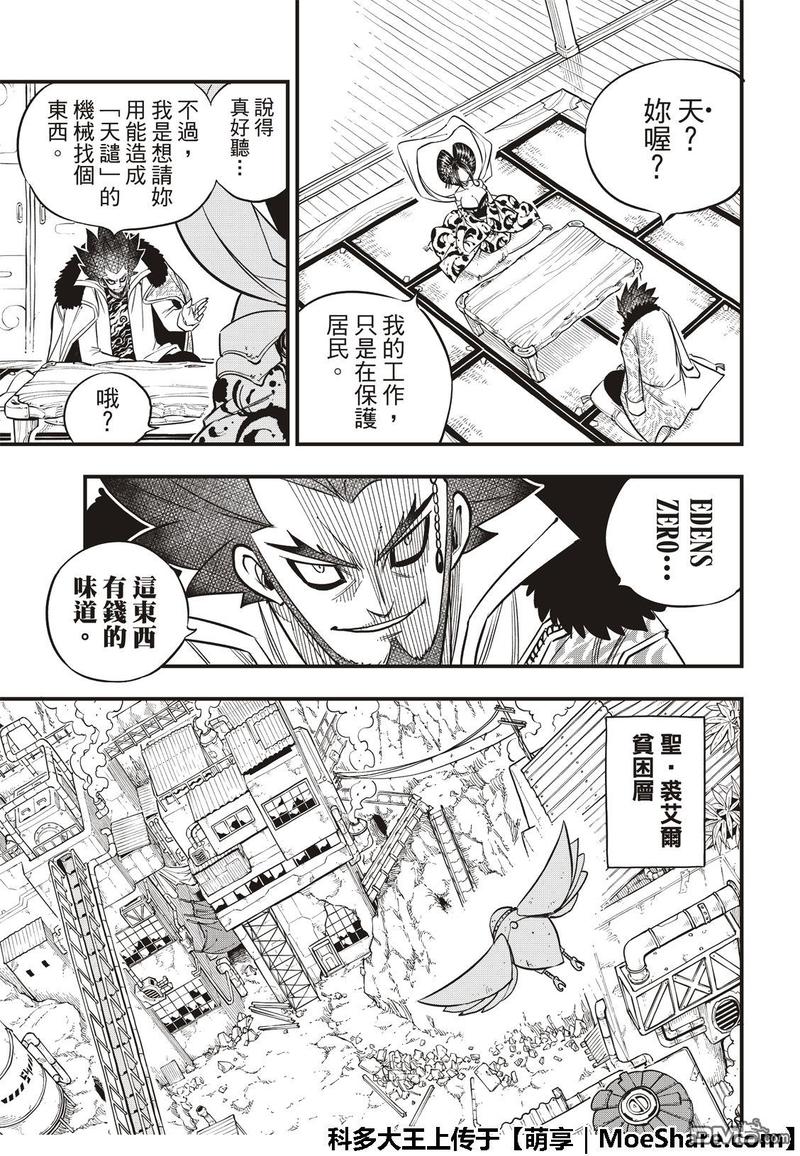 天？
妳喔？
我的工作，
只是在保護
居民。
說得
真好聽…
不過，
我是想請妳
用能造成
「天譴」的
機械找個
東西。
哦？
EDENS
ZERO…
這東西
有錢的
味道。
聖·裘艾爾
貧困層
科多大王上传于【萌享｜MoeShare.com】